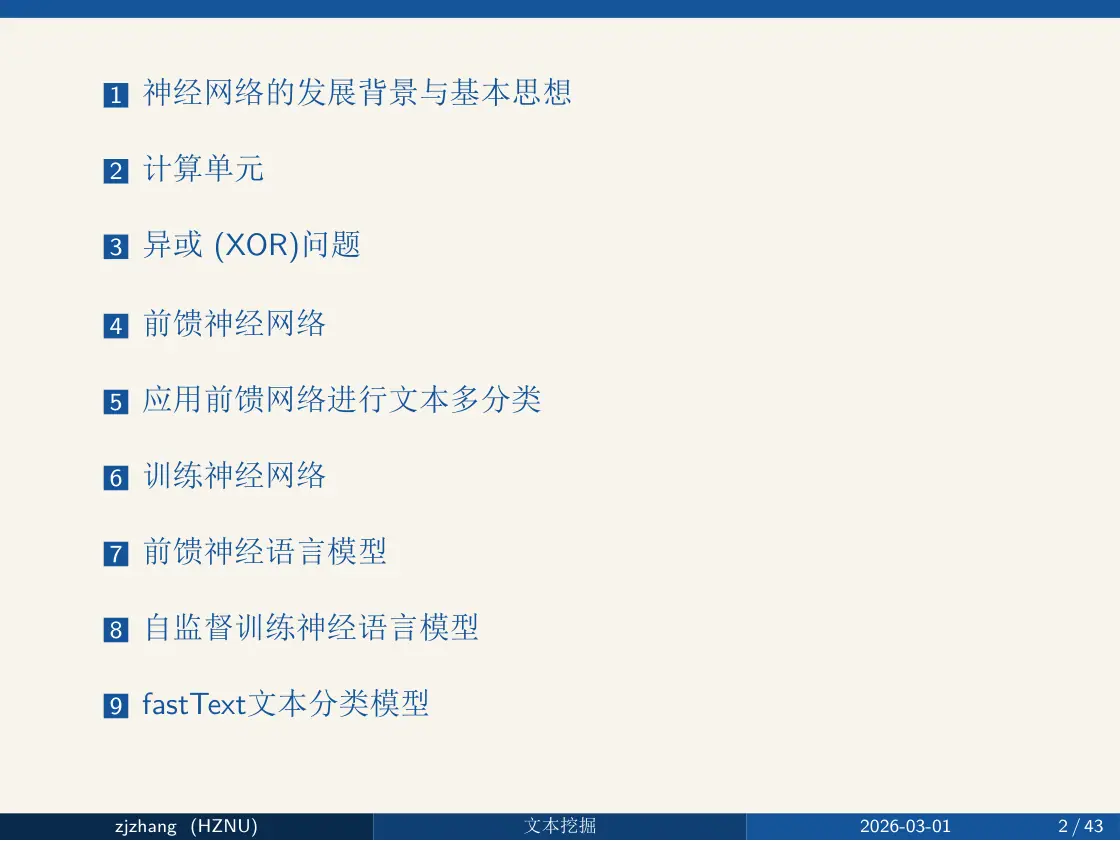 1 神经网络的发展背景与基本思想
2 计算单元
3 异或 (XOR)问题
4 前馈神经网络
5 应用前馈网络进行文本多分类
6 训练神经网络
7 前馈神经语言模型
8 自监督训练神经语言模型
9 fastText文本分类模型
zjzhang (HZNU) 文本挖掘 2026-03-01 2 / 43